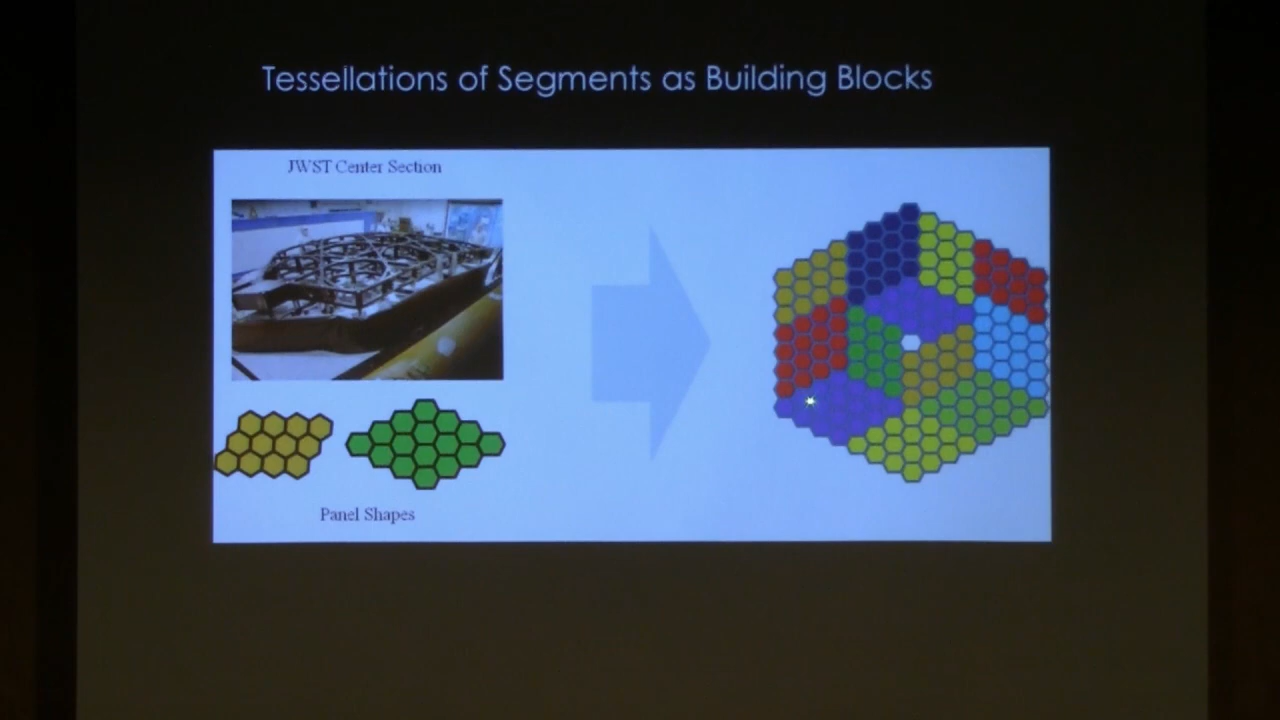 Tessellations of Segments as Building Blocks
JWST Center Section
Panel Shapes